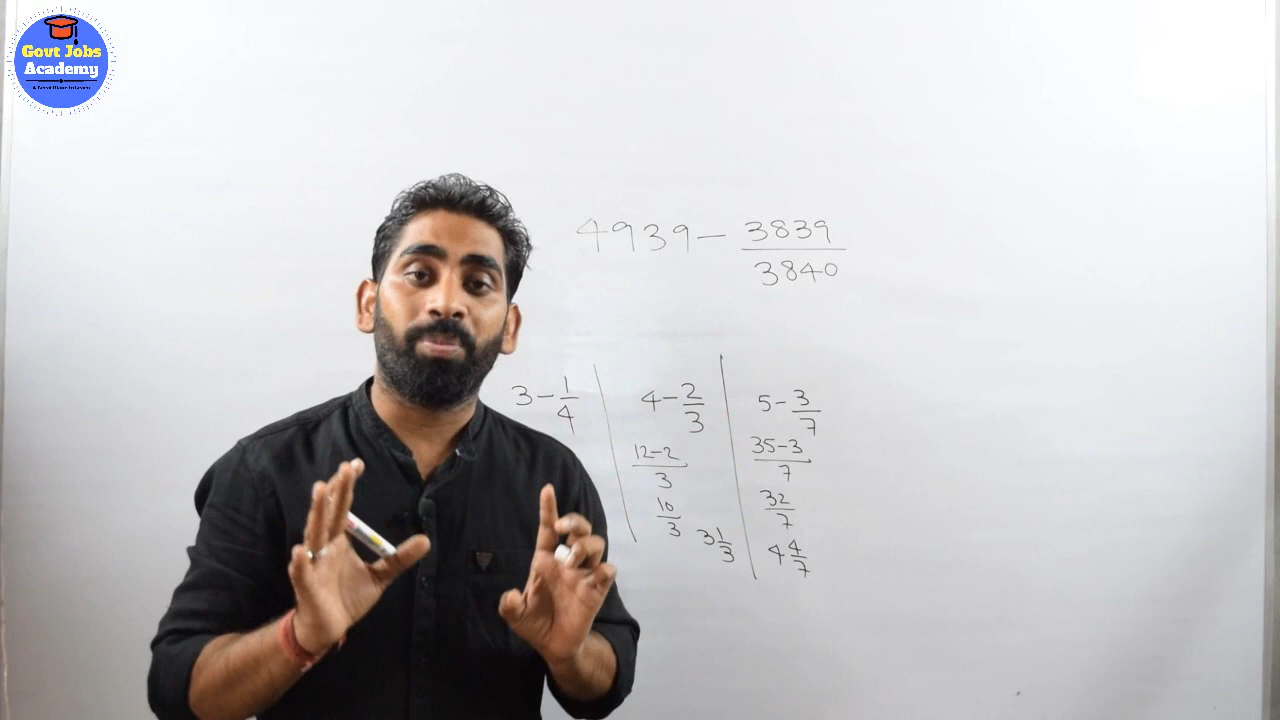 Govt Jobs
Academy
4939 - 3839/3840
3 - 1/4
4 - 2/3
12-2/3
10/3
3 1/3
5 - 3/7
35-3/7
32/7
4 4/7